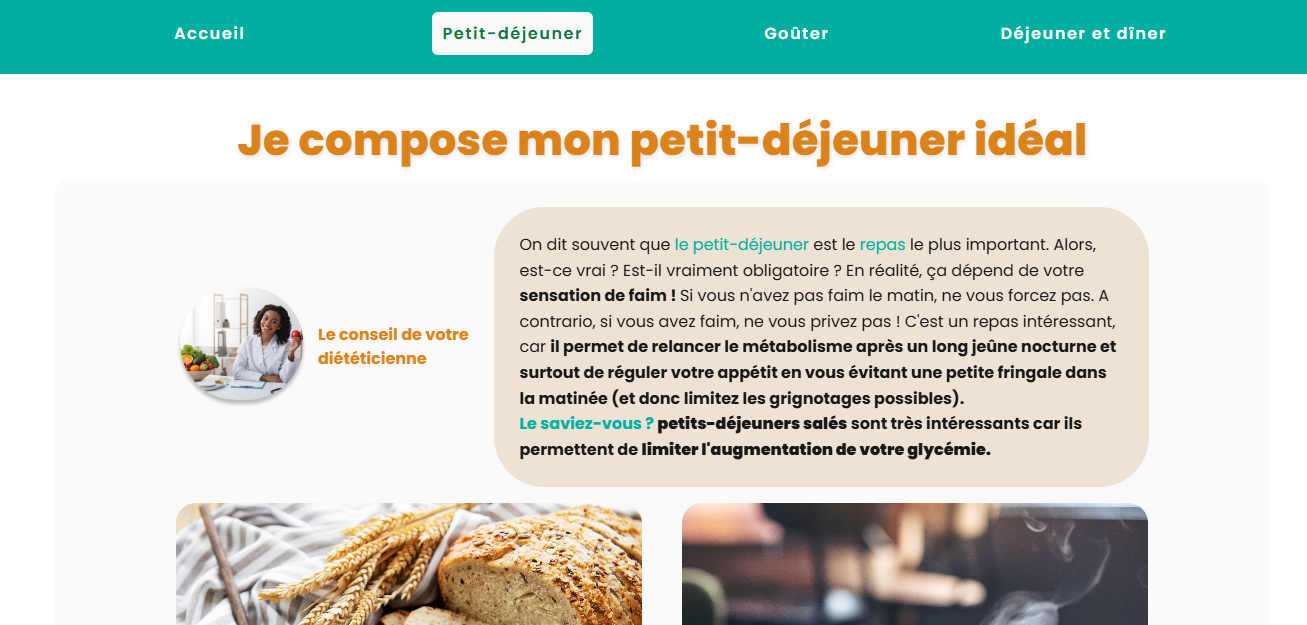 Accueil
Petit-déjeuner
Goûter
Déjeuner et dîner
Je compose mon petit-déjeuner idéal
Le conseil de votre
diététicienne
On dit souvent que le petit-déjeuner est le repas le plus important. Alors,
est-ce vrai ? Est-il vraiment obligatoire ? En réalité, ça dépend de votre
sensation de faim ! Si vous n'avez pas faim le matin, ne vous forcez pas. A
contrario, si vous avez faim, ne vous privez pas ! C'est un repas intéressant,
car il permet de relancer le métabolisme après un long jeûne nocturne et
surtout de réguler votre appétit en vous évitant une petite fringale dans
la matinée (et donc limitez les grignotages possibles).
Le saviez-vous ? petits-déjeuners salés sont très intéressants car ils
permettent de limiter l'augmentation de votre glycémie.